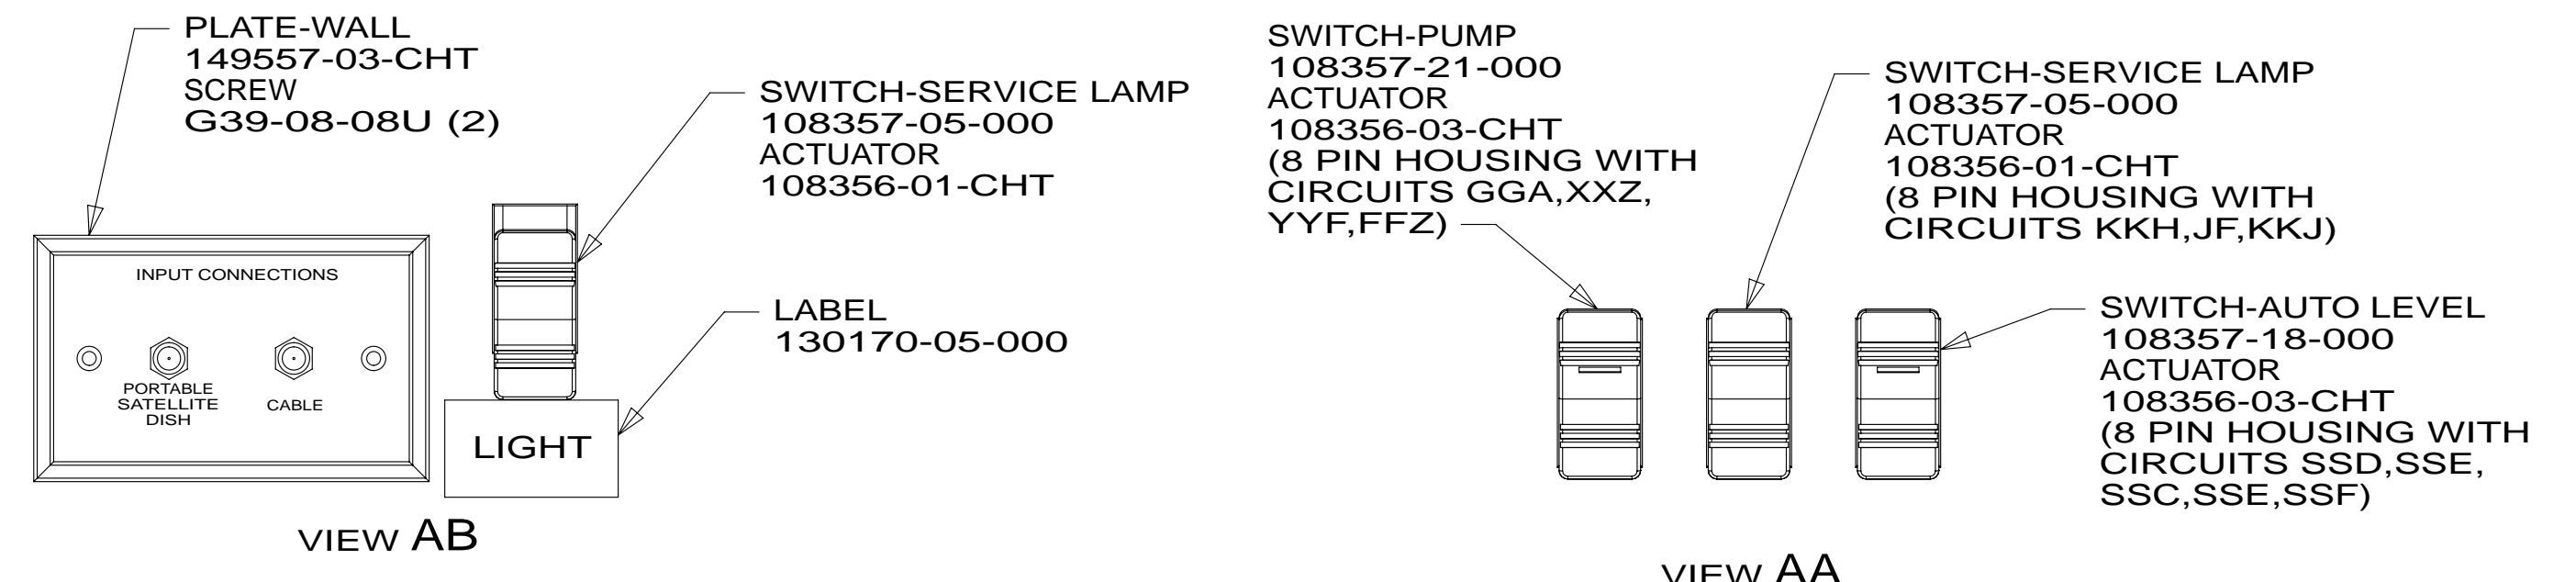 PLATE-WALL
149557-03-CHT
SCREW
G39-08-08U (2)
SWITCH-SERVICE LAMP
108357-05-000
ACTUATOR
108356-01-CHT
INPUT CONNECTIONS
PORTABLE
SATELLITE
DISH
CABLE
LABEL
130170-05-000
LIGHT
VIEW AB
SWITCH-PUMP
108357-21-000
ACTUATOR
108356-03-CHT
(8 PIN HOUSING WITH
CIRCUITS GGA,XXZ,
YYF,FFZ)
SWITCH-SERVICE LAMP
108357-05-000
ACTUATOR
108356-01-CHT
(8 PIN HOUSING WITH
CIRCUITS KKH,JF,KKJ)
SWITCH-AUTO LEVEL
108357-18-000
ACTUATOR
108356-03-CHT
(8 PIN HOUSING WITH
CIRCUITS SSD,SSE,
SSC,SSE,SSF)
VIEW AA